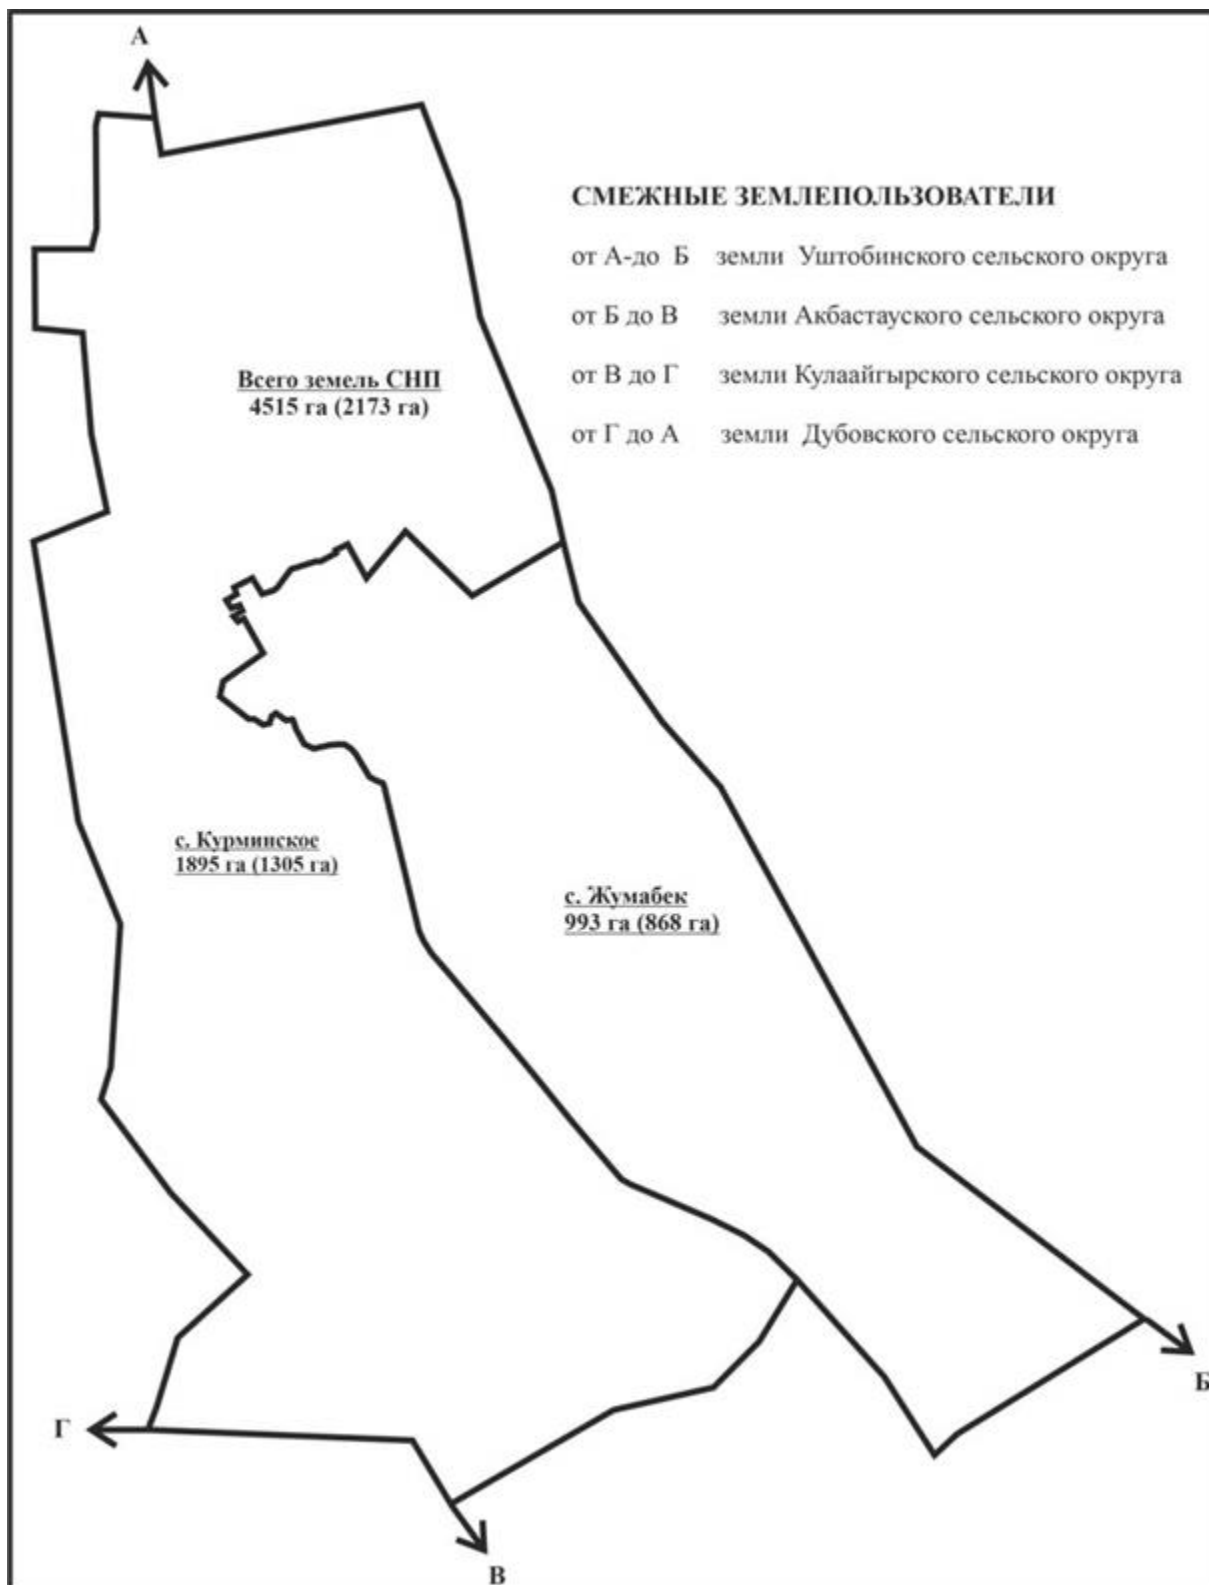 А
СМЕЖНЫЕ ЗЕМЛЕПОЛЬЗОВАТЕЛИ
от А-до Б земли Уштобинского сельского округа
от Б до В земли Акбастауского сельского округа
от В до Г земли Кулаайгырского сельского округа
от Г до А земли Дубовского сельского округа
Всего земель СНП
4515 га (2173 га)
с. Курминское
1895 га (1305 га)
с. Жумабек
993 га (868 га)
Б
Г
В